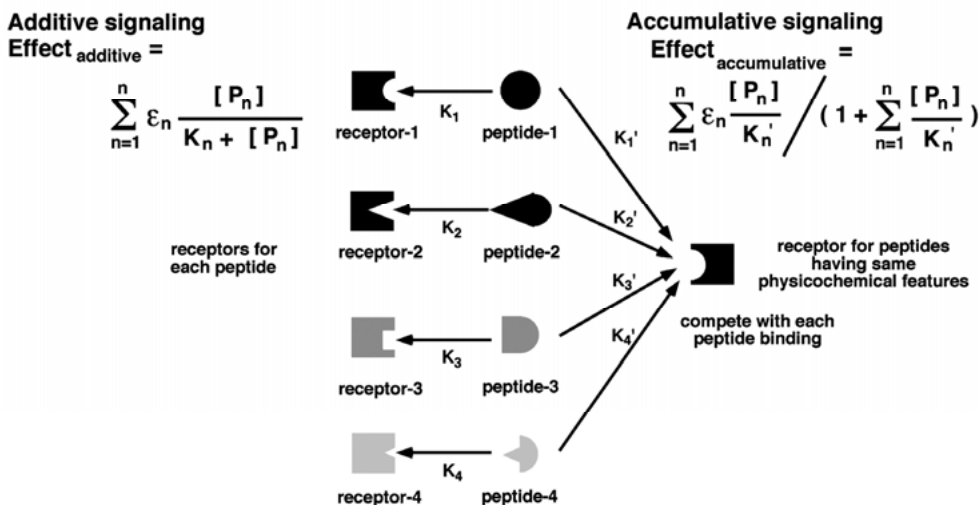 Additive signaling
Effect additive =
n
Σ εn [ Pn ] / Kn + [ Pn ]
n=1
Accumulative signaling
Effect accumulative =
n
Σ εn [ Pn ] / Kn' / ( 1 + Σ [ Pn ] / Kn' )
n=1
K1
receptor-1 peptide-1
K1'
K2
receptor-2 peptide-2
K2'
receptors for
each peptide
receptor for peptides
having same
physicochemical features
K3'
compete with each
peptide binding
K4'
K3
receptor-3 peptide-3
K4
receptor-4 peptide-4